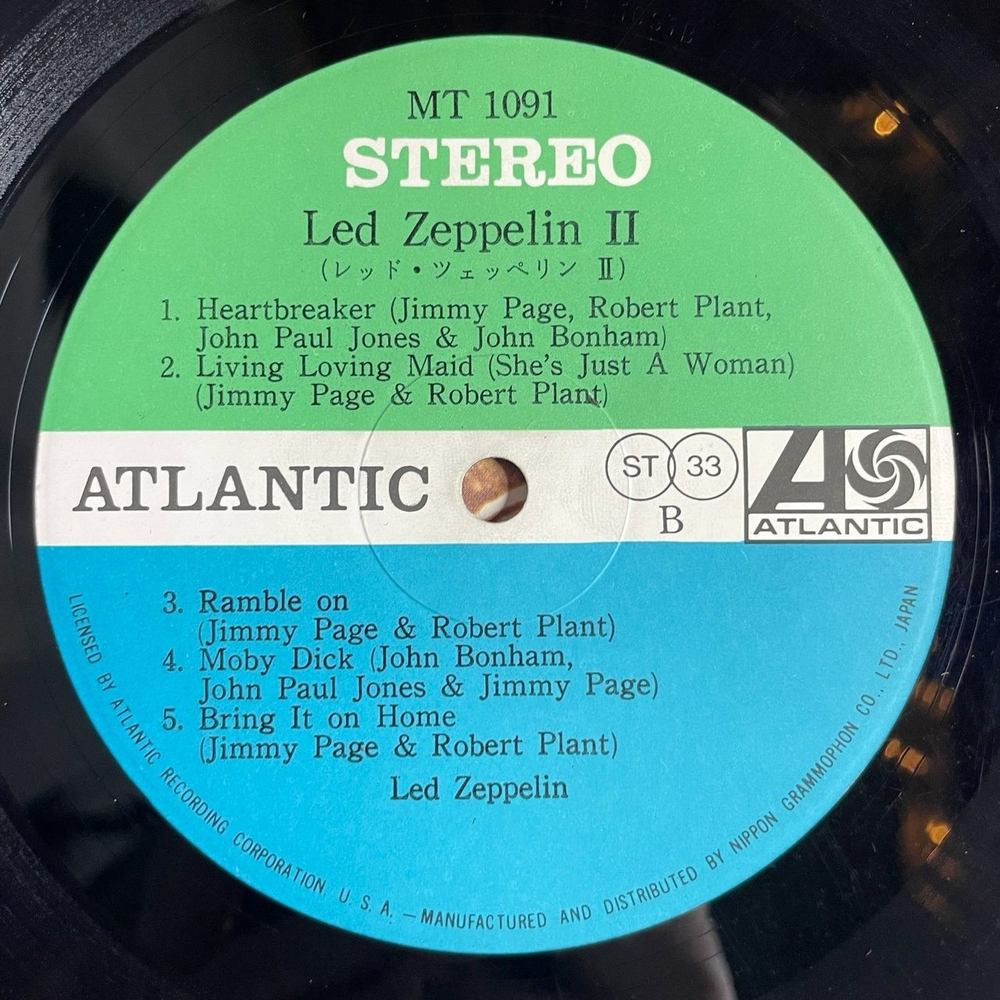 MT 1091
STEREO
Led Zeppelin II
(レッド・ツェッペリン Ⅱ)
1. Heartbreaker (Jimmy Page, Robert Plant,
John Paul Jones & John Bonham)
2. Living Loving Maid (She's Just A Woman)
(Jimmy Page & Robert Plant)
ATLANTIC
ST 33
B
ATLANTIC
3. Ramble on
(Jimmy Page & Robert Plant)
4. Moby Dick (John Bonham,
John Paul Jones & Jimmy Page)
5. Bring It on Home
(Jimmy Page & Robert Plant)
Led Zeppelin
LICENSED BY ATLANTIC RECORDING CORPORATION U. S. A. — MANUFACTURED AND DISTRIBUTED BY NIPPON GRAMMOPHON CO., LTD., JAPAN